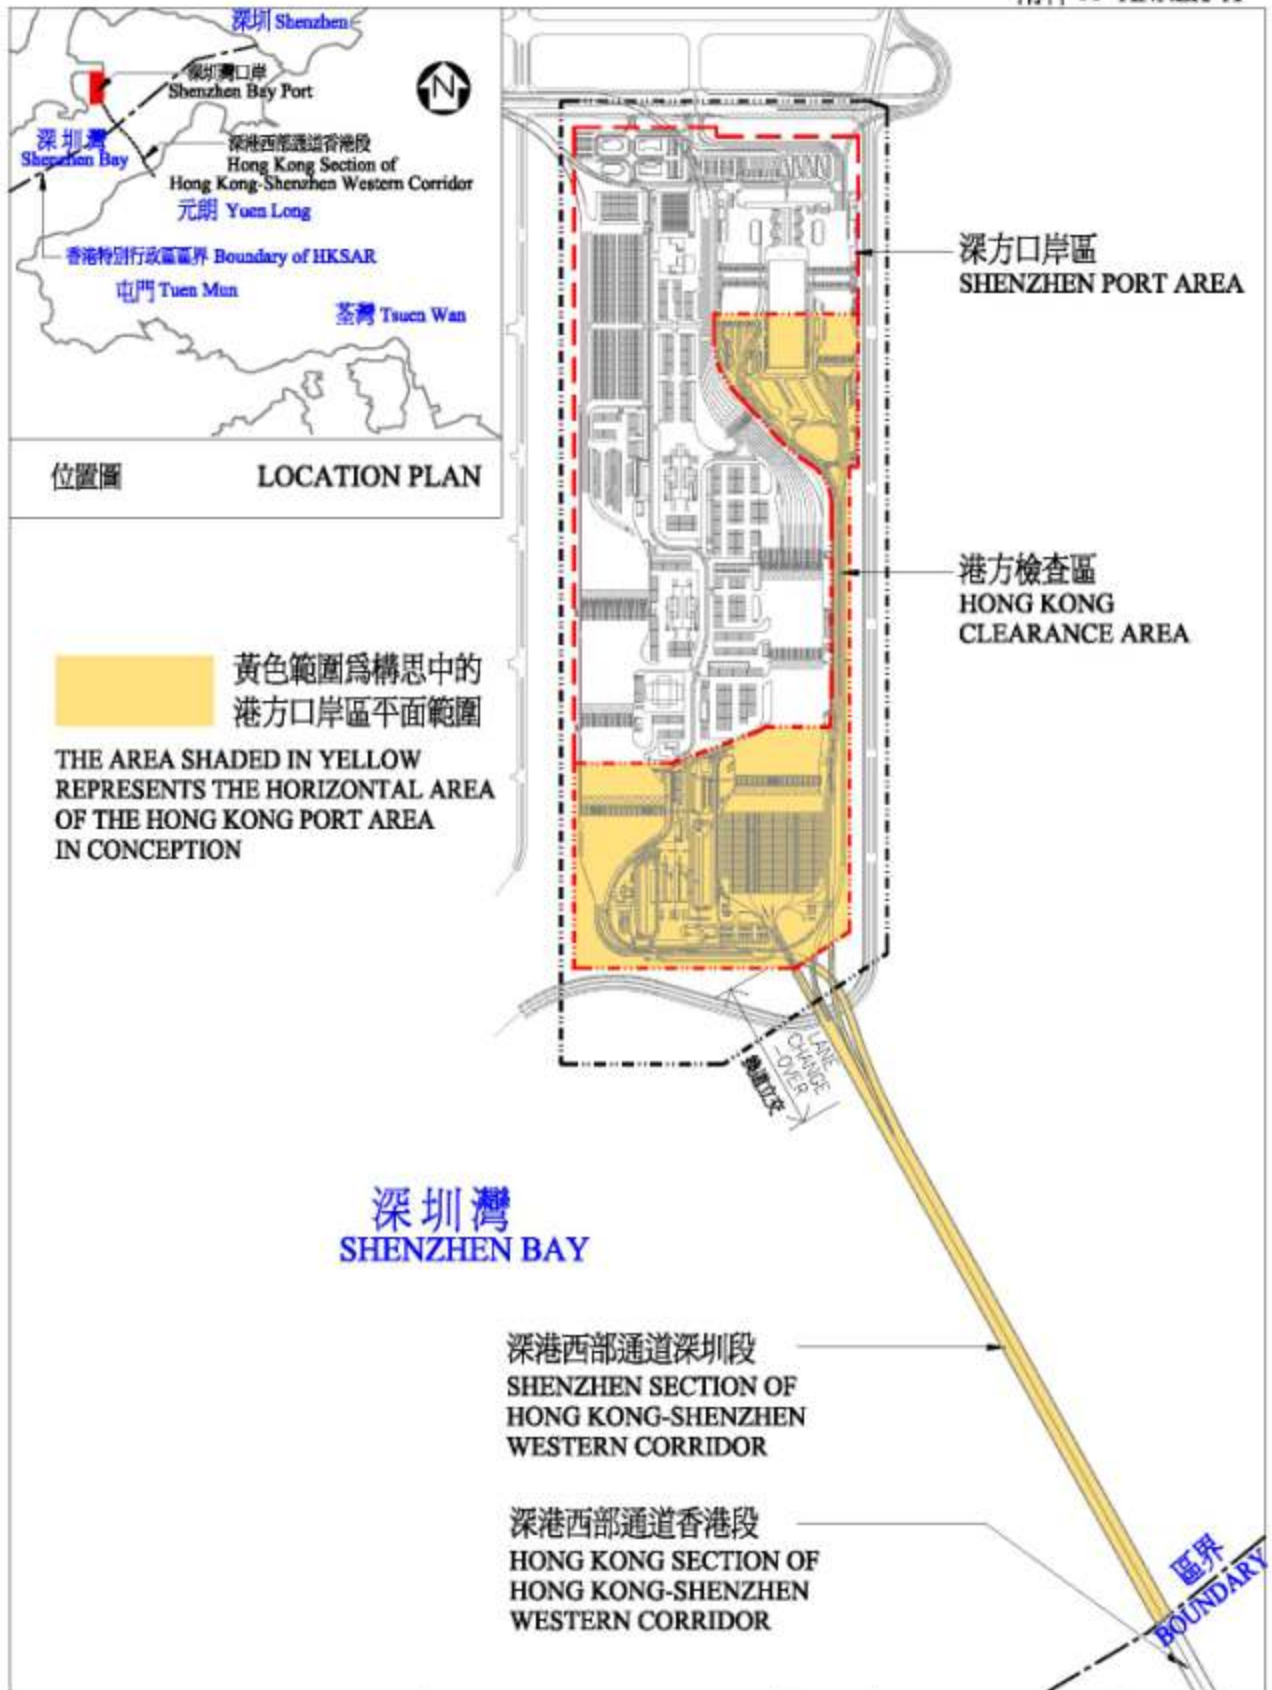 深圳 Shenzhen
深圳灣口岸
Shenzhen Bay Port
N
深圳灣
Shenzhen Bay
深港西部通道香港段
Hong Kong Section of
Hong Kong-Shenzhen Western Corridor
元朗 Yuen Long
香港特別行政區區界 Boundary of HKSAR
屯門 Tuen Mun
荃灣 Tsuen Wan
位置圖 LOCATION PLAN
深方口岸區
SHENZHEN PORT AREA
港方檢查區
HONG KONG
CLEARANCE AREA
黃色範圍爲構思中的
港方口岸區平面範圍
THE AREA SHADED IN YELLOW
REPRESENTS THE HORIZONTAL AREA
OF THE HONG KONG PORT AREA
IN CONCEPTION
LANE
CHANGE
-OVER
換道立交
深圳灣
SHENZHEN BAY
深港西部通道深圳段
SHENZHEN SECTION OF
HONG KONG-SHENZHEN
WESTERN CORRIDOR
深港西部通道香港段
HONG KONG SECTION OF
HONG KONG-SHENZHEN
WESTERN CORRIDOR
區界
BOUNDARY